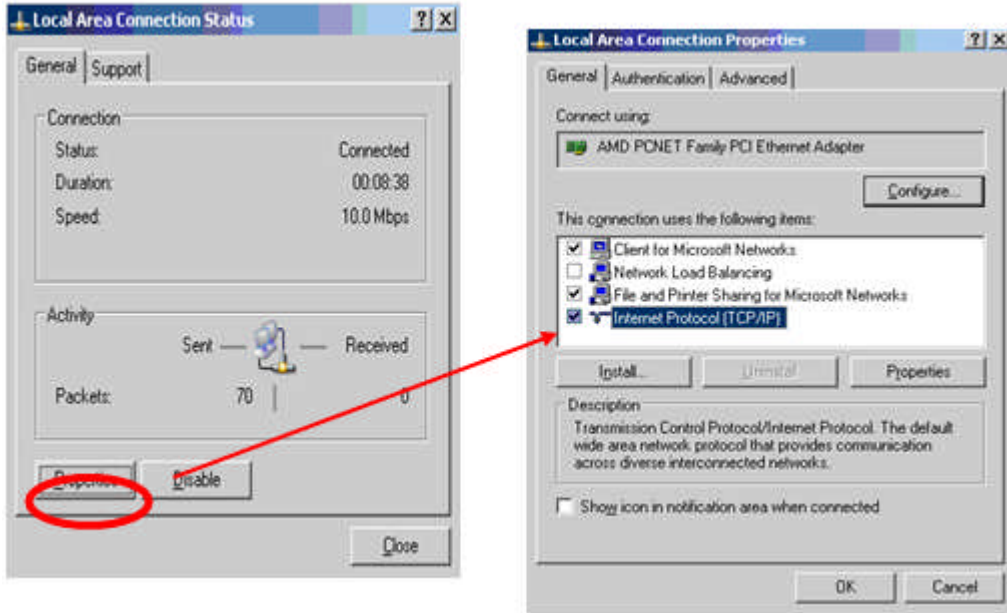 Local Area Connection Status
General Support
Connection
Status: Connected
Duration: 00:08:38
Speed: 10.0 Mbps
Activity
Sent — — Received
Packets: 70 | 0
Properties Disable
Close
Local Area Connection Properties
General Authentication Advanced
Connect using:
AMD PCNET Family PCI Ethernet Adapter
Configure...
This connection uses the following items:
Client for Microsoft Networks
Network Load Balancing
File and Printer Sharing for Microsoft Networks
Internet Protocol (TCP/IP)
Install... Uninstall Properties
Description
Transmission Control Protocol/Internet Protocol. The default
wide area network protocol that provides communication
across diverse interconnected networks.
Show icon in notification area when connected
OK Cancel